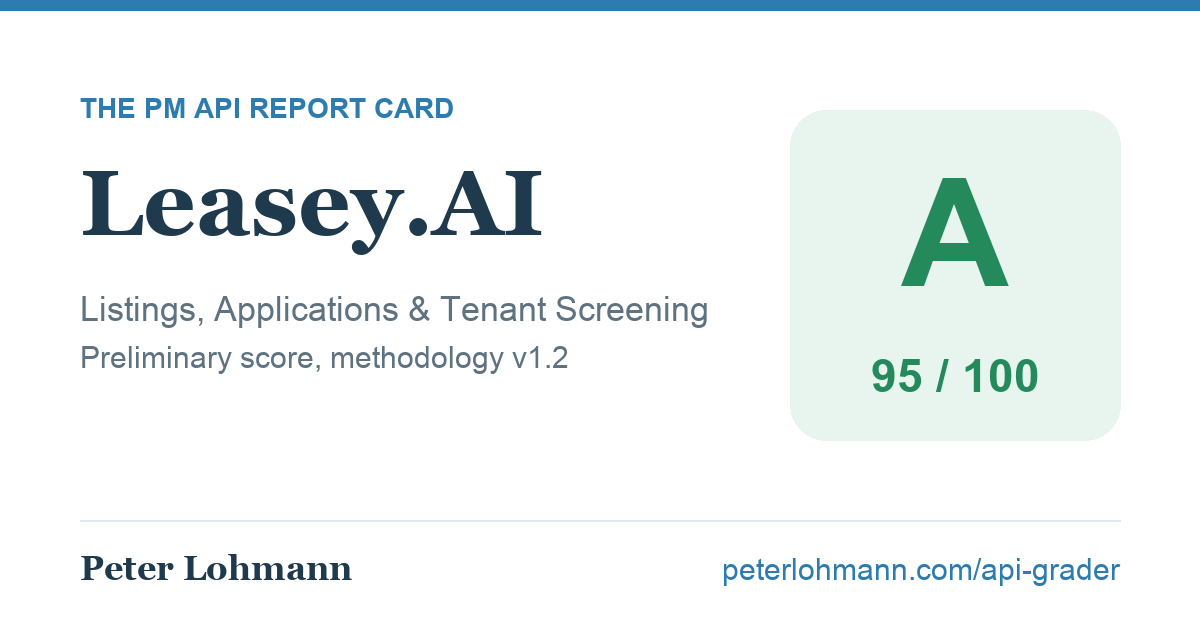 THE PM API REPORT CARD
Leasey.AI
Listings, Applications & Tenant Screening
Preliminary score, methodology v1.2
A
95 / 100
Peter Lohmann
peterlohmann.com/api-grader